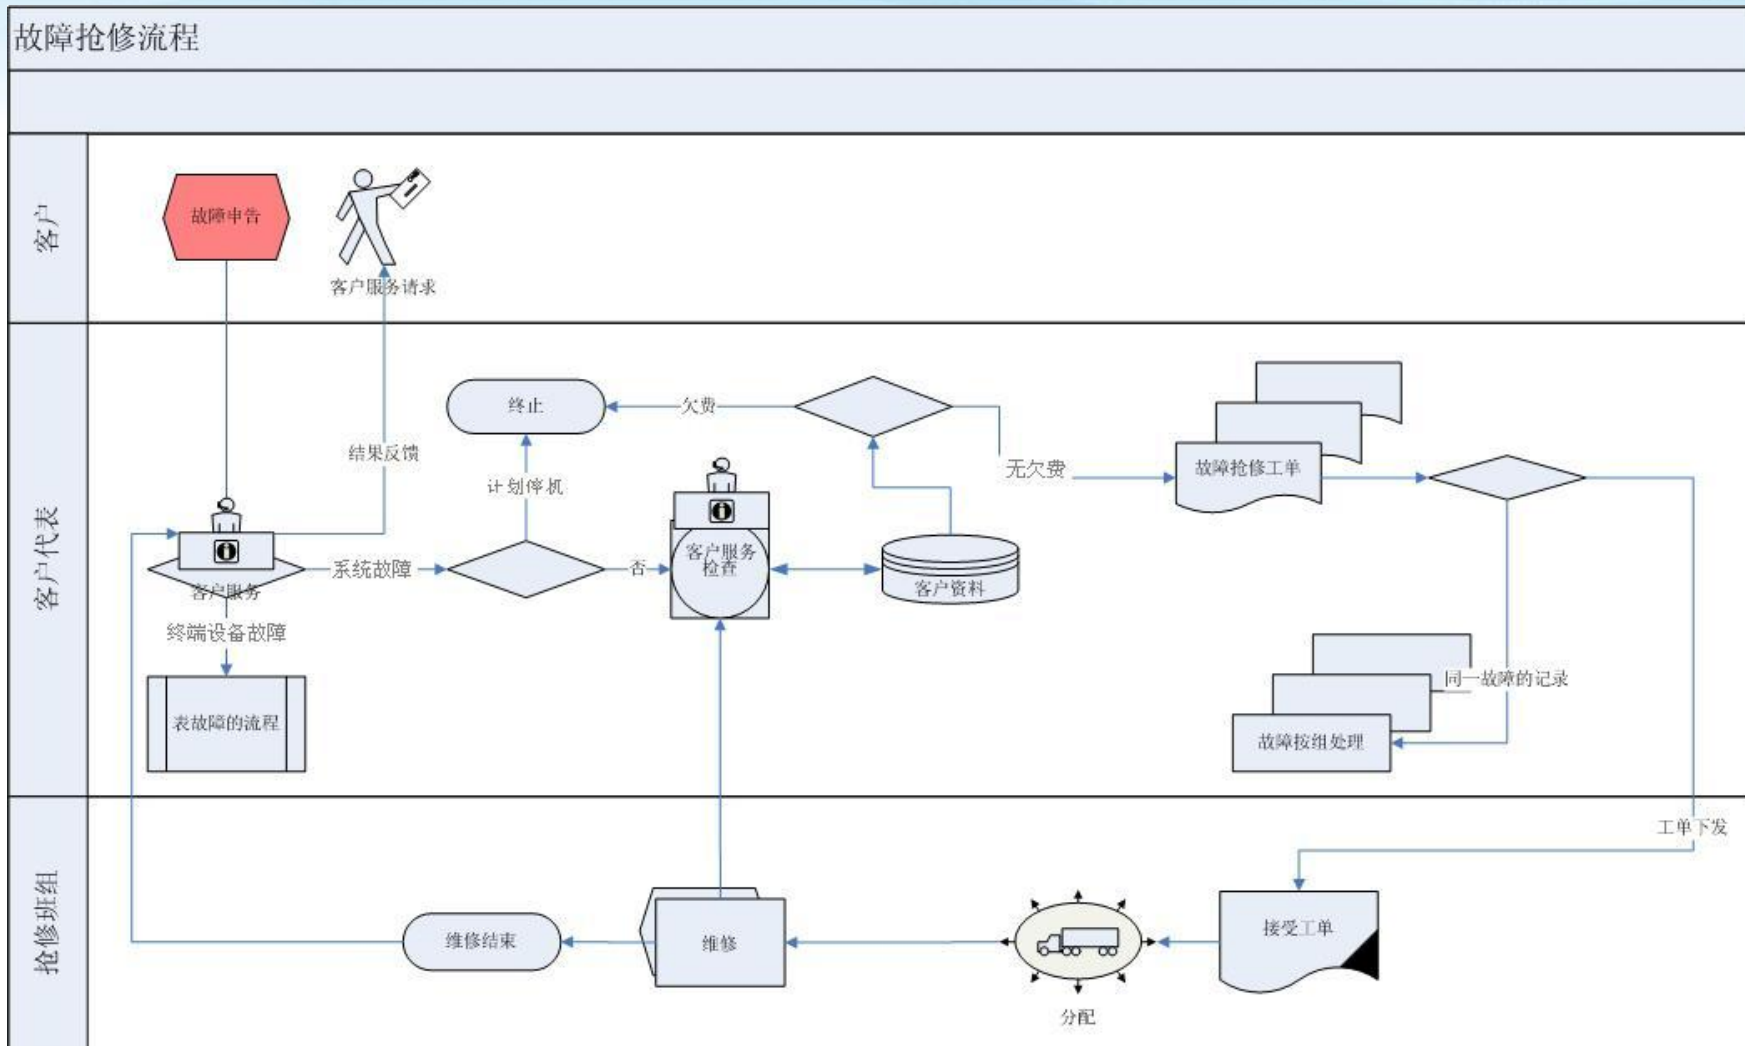 故障抢修流程
客户
故障申告
客户服务请求
客户代表
终止
欠费
无欠费
故障抢修工单
结果反馈
计划停机
客户服务
系统故障
否
客户服务
检查
客户资料
终端设备故障
表故障的流程
同一故障的记录
故障按组处理
抢修班组
工单下发
维修结束
维修
分配
接受工单